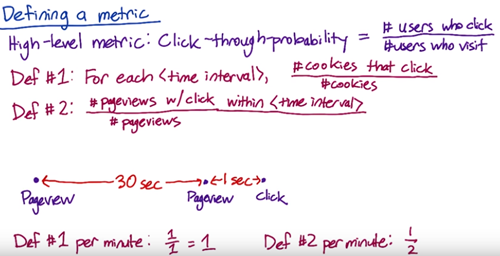 Defining a metric
High-level metric: Click-through-probability = # users who click / # users who visit
Def #1: For each <time interval>, # cookies that click / # cookies
Def #2: # pageviews w/click within <time interval> / # pageviews
30 sec 1 sec
Pageview Pageview Click
Def #1 per minute: 1/1 = 1 Def #2 per minute: 1/2